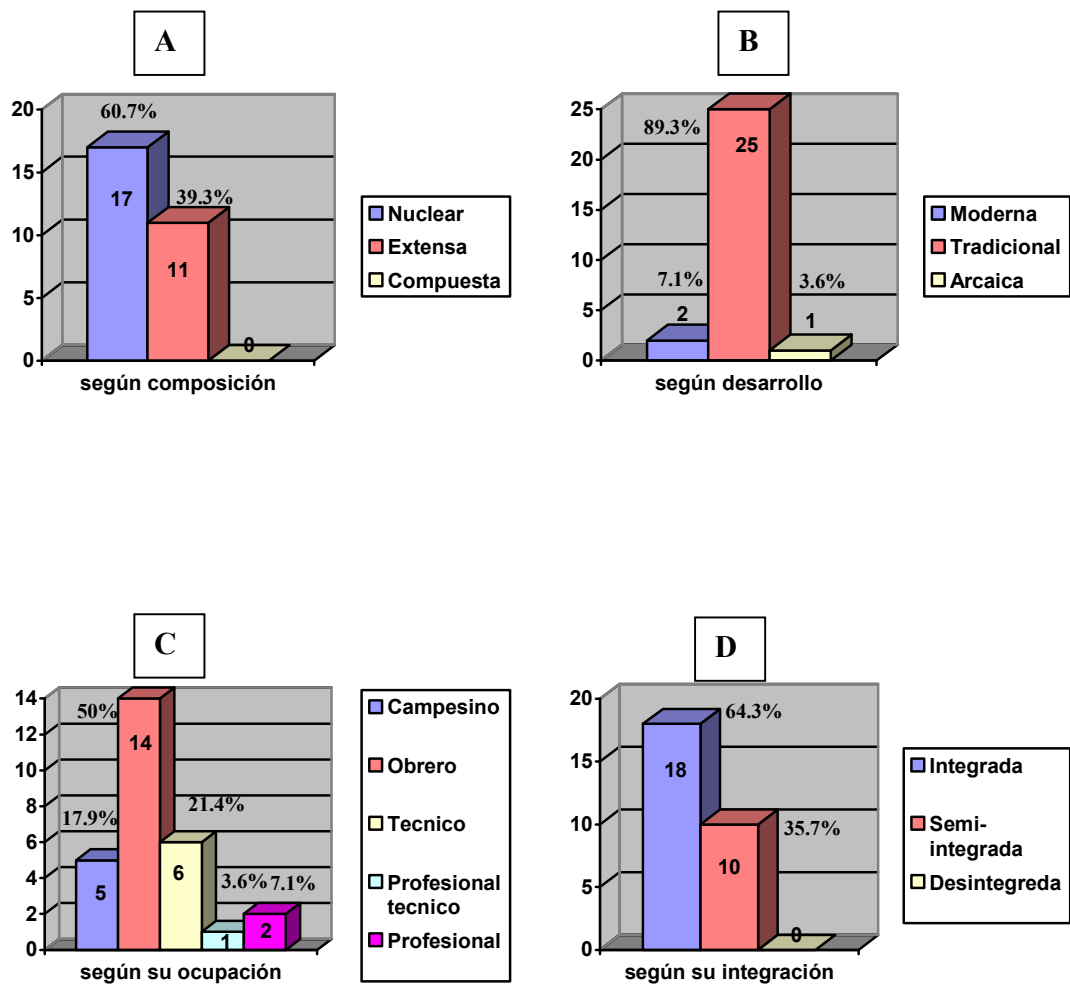 A
20
15
10
5
0
60.7%
39.3%
17
11
0
según composición
Nuclear
Extensa
Compuesta
B
25
20
15
10
5
0
89.3%
7.1%
3.6%
25
2
1
según desarrollo
Moderna
Tradicional
Arcaica
C
14
12
10
8
6
4
2
0
50%
17.9%
21.4%
3.6%
7.1%
14
5
6
1
2
según su ocupación
Campesino
Obrero
Tecnico
Profesional
tecnico
Profesional
D
20
15
10
5
0
64.3%
35.7%
18
10
0
según su integración
Integrada
Semi-
integrada
Desintegreda